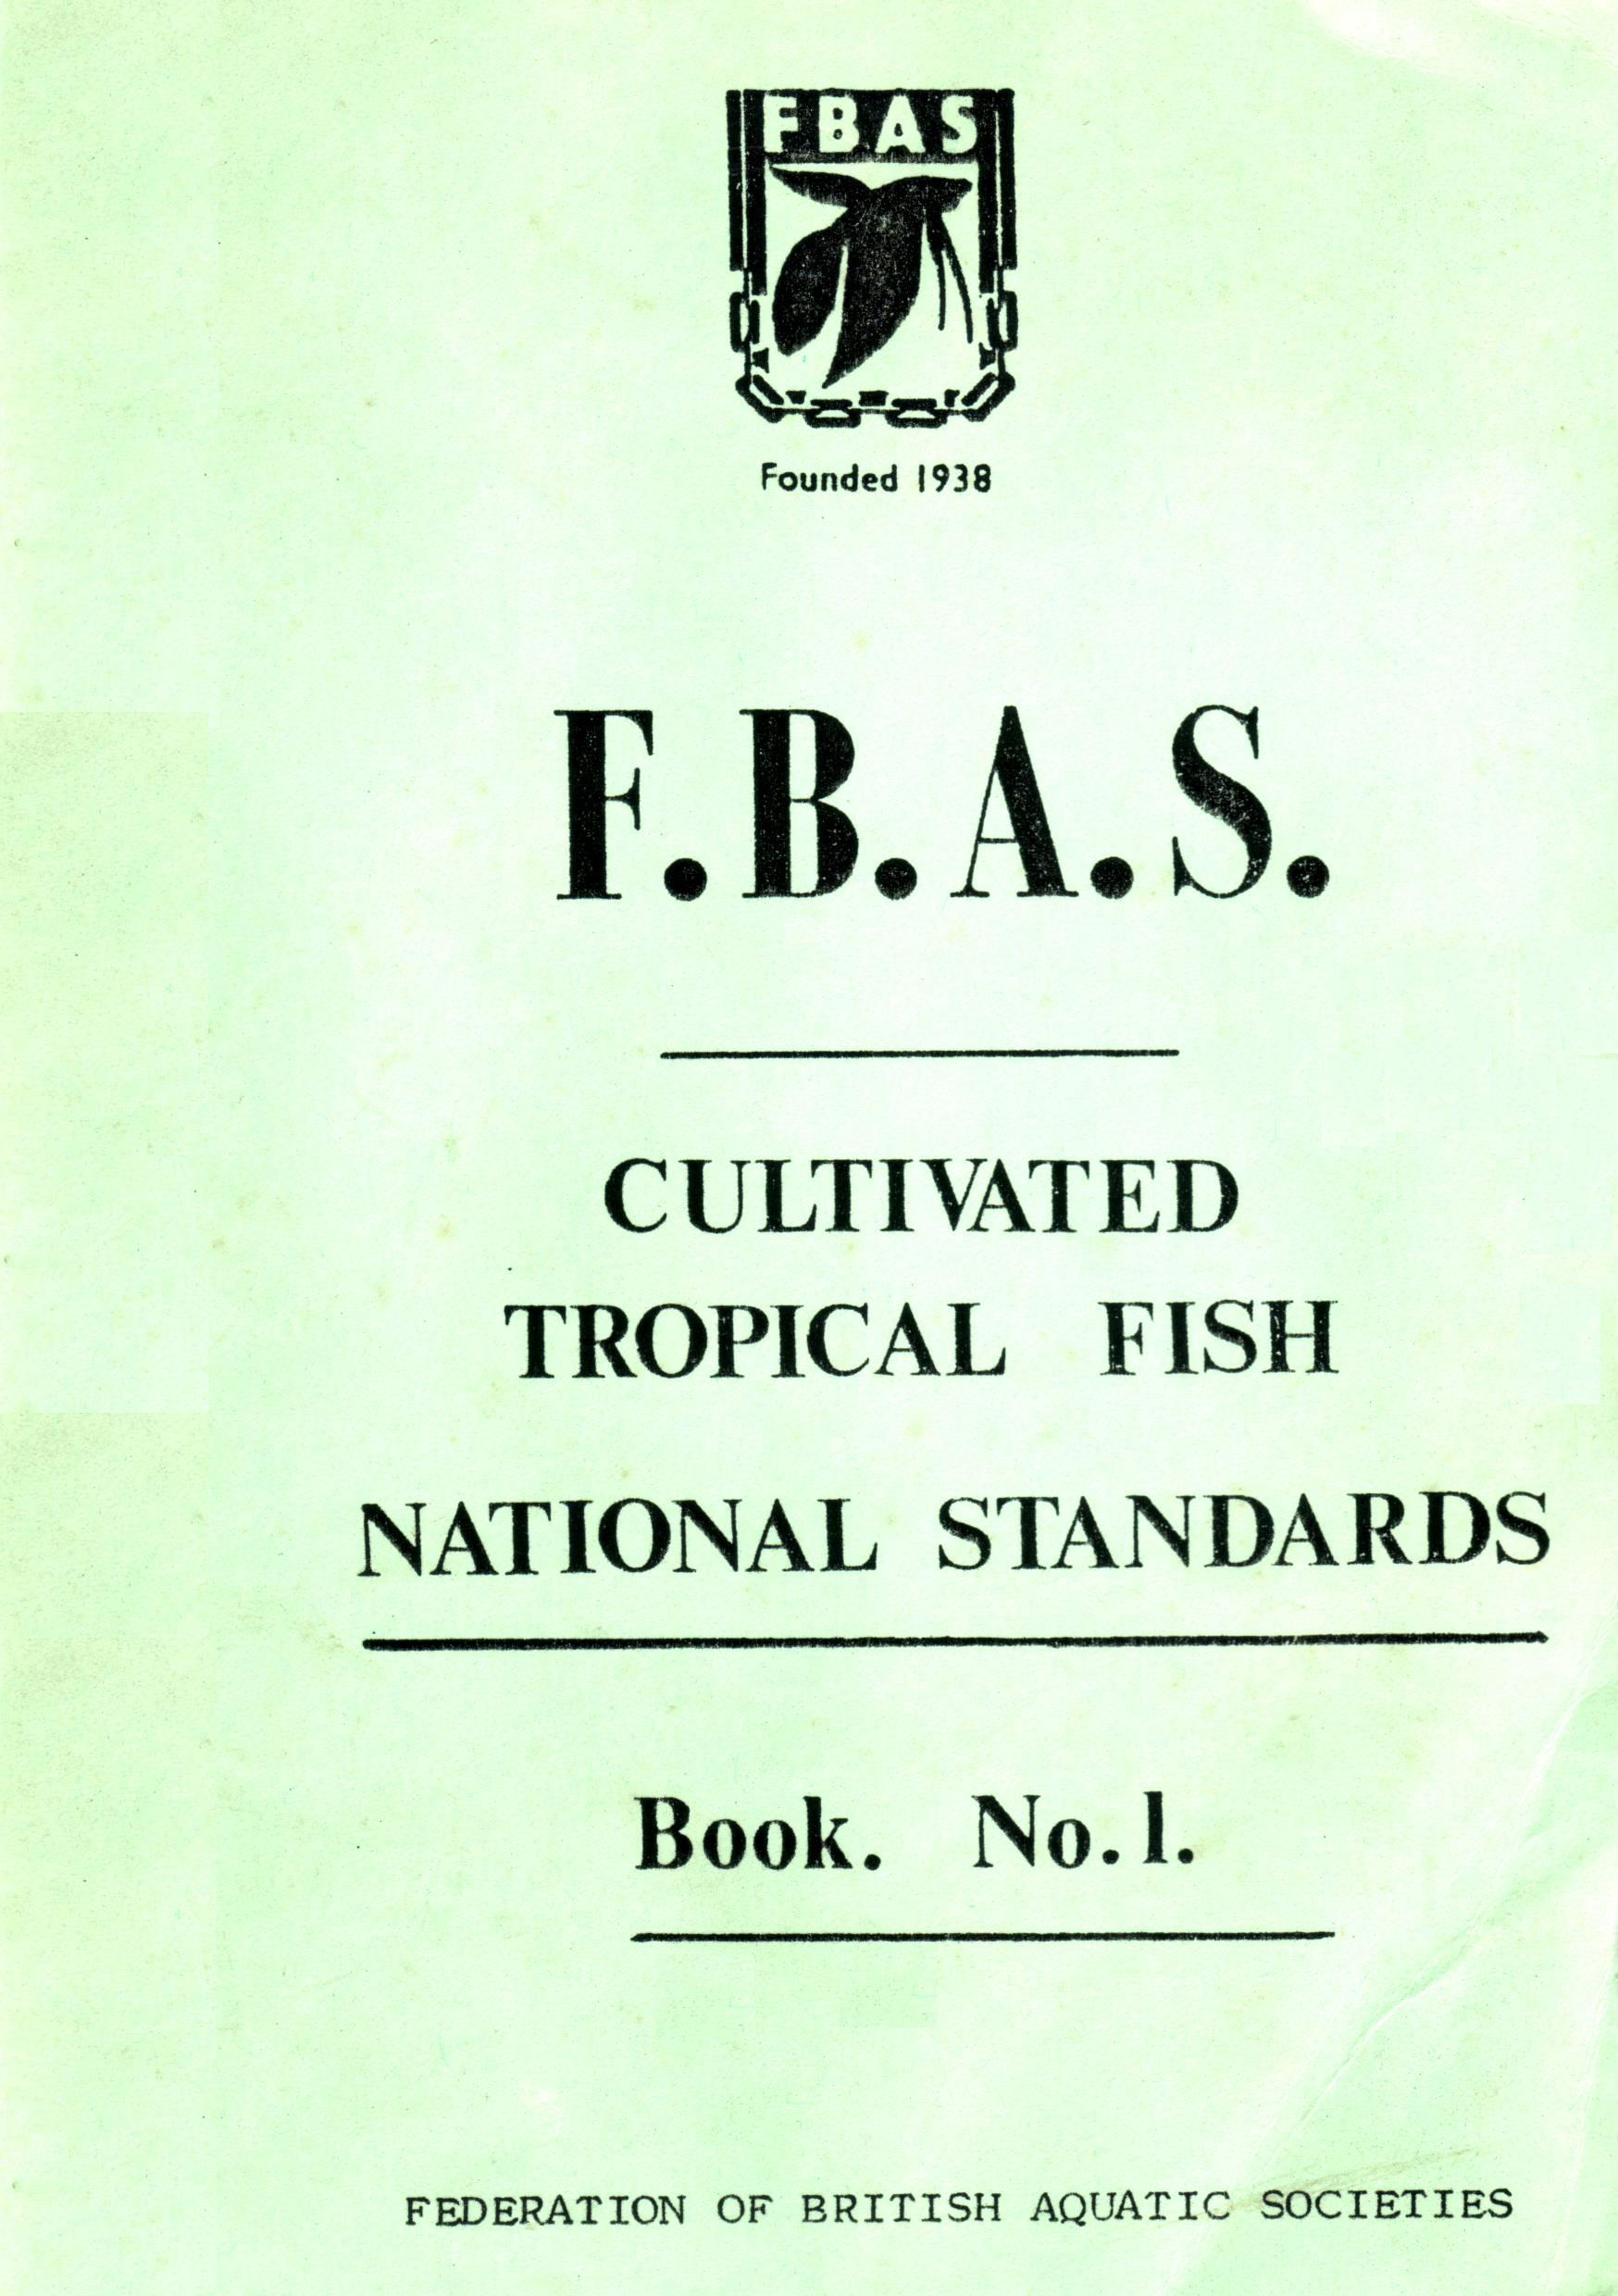 FBAS
Founded 1938
F.B.A.S.
CULTIVATED
TROPICAL FISH
NATIONAL STANDARDS
Book. No.1.
FEDERATION OF BRITISH AQUATIC SOCIETIES